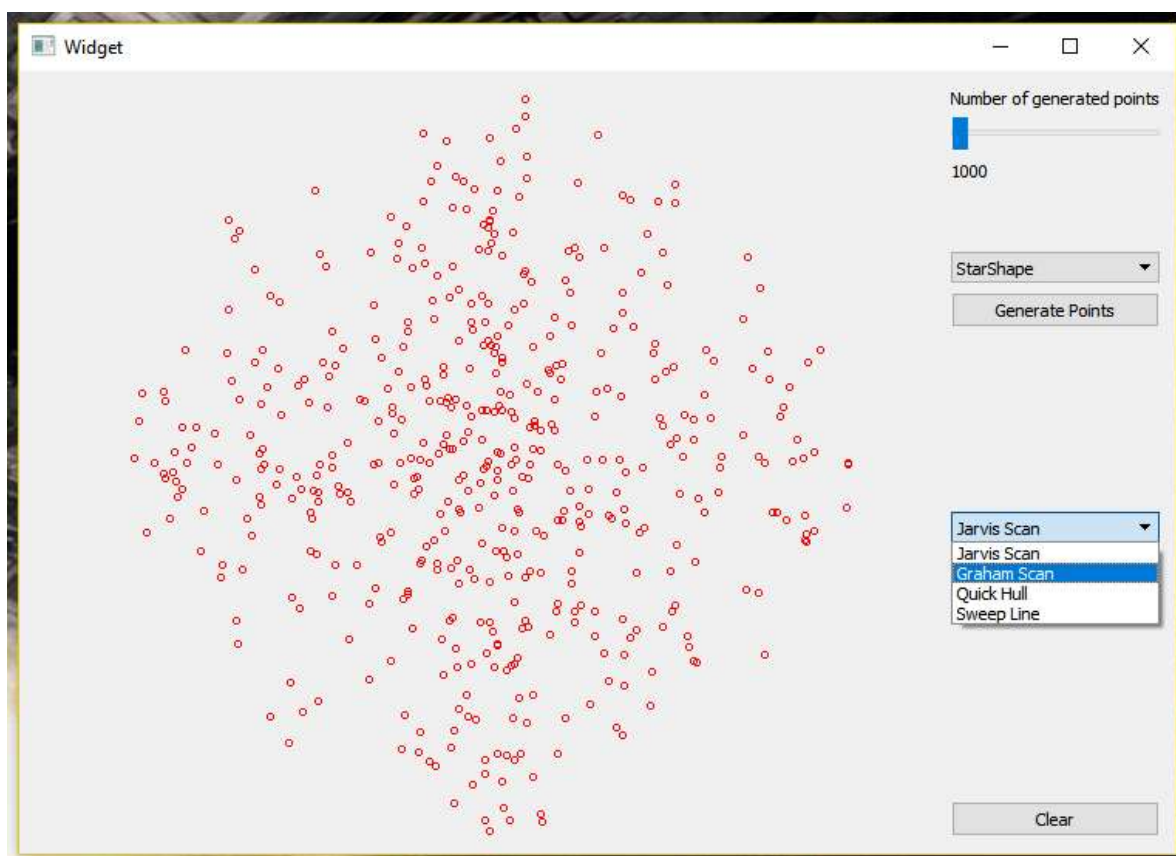 Widget
Number of generated points
1000
StarShape
Generate Points
Jarvis Scan
Jarvis Scan
Graham Scan
Quick Hull
Sweep Line
Clear